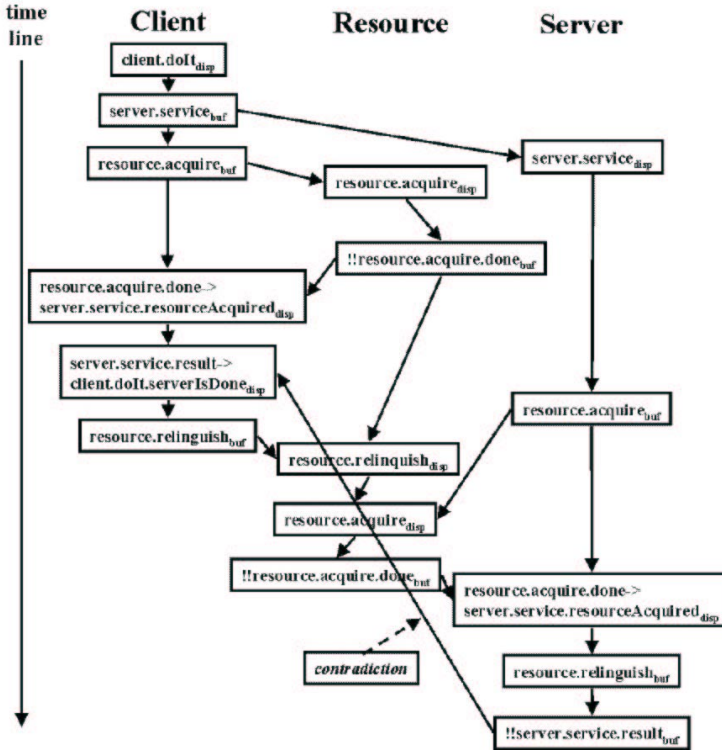 time
line
Client Resource Server
client.doItdisp
server.servicebuf
resource.acquirebuf
server.servicedisp
resource.acquiredisp
!!resource.acquire.donebuf
resource.acquire.done->
server.service.resourceAcquireddisp
server.service.result->
client.doIt.serverIsDonedisp
resource.acquirebuf
resource.relinguishbuf
resource.relinquishdisp
resource.acquiredisp
!!resource.acquire.donebuf
resource.acquire.done->
server.service.resourceAcquireddisp
contradiction
resource.relinguishbuf
!!server.service.resultbuf